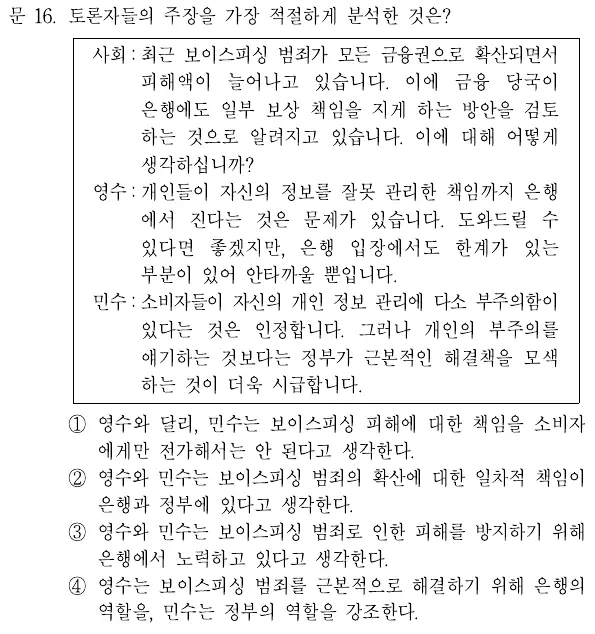 문 16. 토론자들의 주장을 가장 적절하게 분석한 것은?
사회 : 최근 보이스피싱 범죄가 모든 금융권으로 확산되면서
피해액이 늘어나고 있습니다. 이에 금융 당국이
은행에도 일부 보상 책임을 지게 하는 방안을 검토
하는 것으로 알려지고 있습니다. 이에 대해 어떻게
생각하십니까?
영수 : 개인들이 자신의 정보를 잘못 관리한 책임까지 은행
에서 진다는 것은 문제가 있습니다. 도와드릴 수
있다면 좋겠지만, 은행 입장에서도 한계가 있는
부분이 있어 안타까울 뿐입니다.
민수 : 소비자들이 자신의 개인 정보 관리에 다소 부주의함이
있다는 것은 인정합니다. 그러나 개인의 부주의를
얘기하는 것보다는 정부가 근본적인 해결책을 모색
하는 것이 더욱 시급합니다.
① 영수와 달리, 민수는 보이스피싱 피해에 대한 책임을 소비자
에게만 전가해서는 안 된다고 생각한다.
② 영수와 민수는 보이스피싱 범죄의 확산에 대한 일차적 책임이
은행과 정부에 있다고 생각한다.
③ 영수와 민수는 보이스피싱 범죄로 인한 피해를 방지하기 위해
은행에서 노력하고 있다고 생각한다.
④ 영수는 보이스피싱 범죄를 근본적으로 해결하기 위해 은행의
역할을, 민수는 정부의 역할을 강조한다.